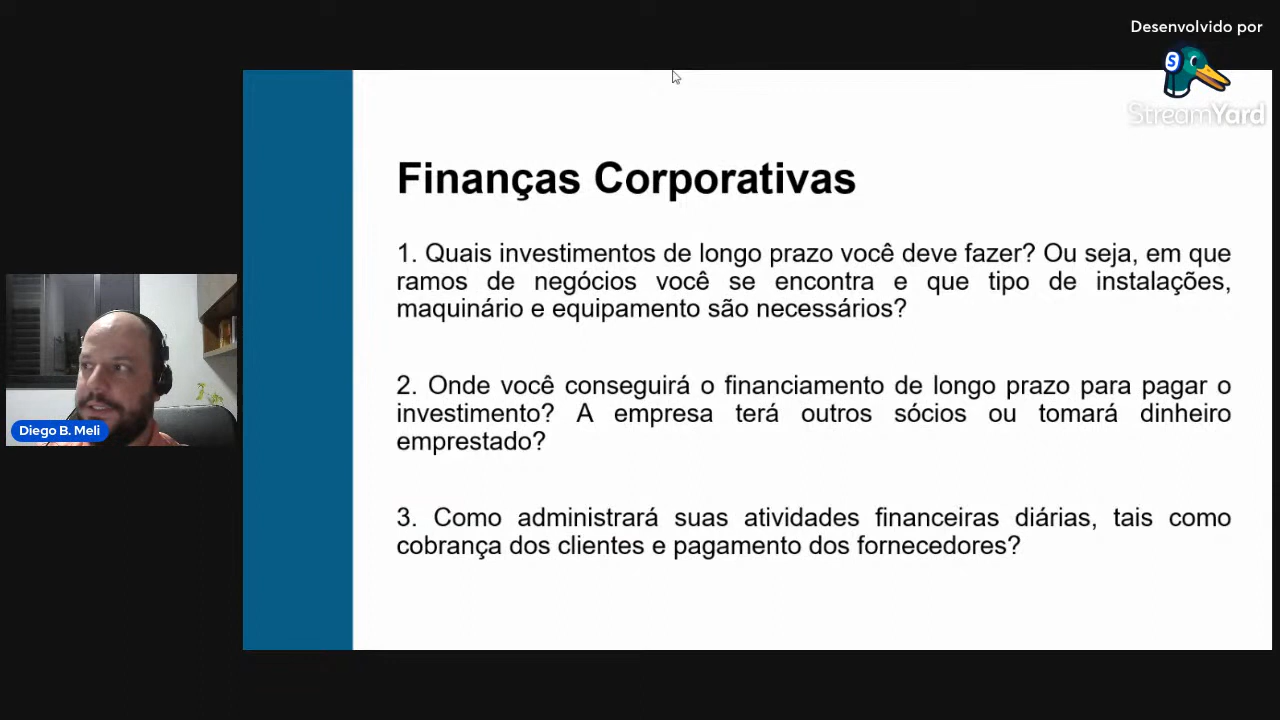 Desenvolvido por
S
StreamYard
Finanças Corporativas
1. Quais investimentos de longo prazo você deve fazer? Ou seja, em que
ramos de negócios você se encontra e que tipo de instalações,
maquinário e equipamento são necessários?
2. Onde você conseguirá o financiamento de longo prazo para pagar o
investimento? A empresa terá outros sócios ou tomará dinheiro
emprestado?
3. Como administrará suas atividades financeiras diárias, tais como
cobrança dos clientes e pagamento dos fornecedores?
Diego B. Meli